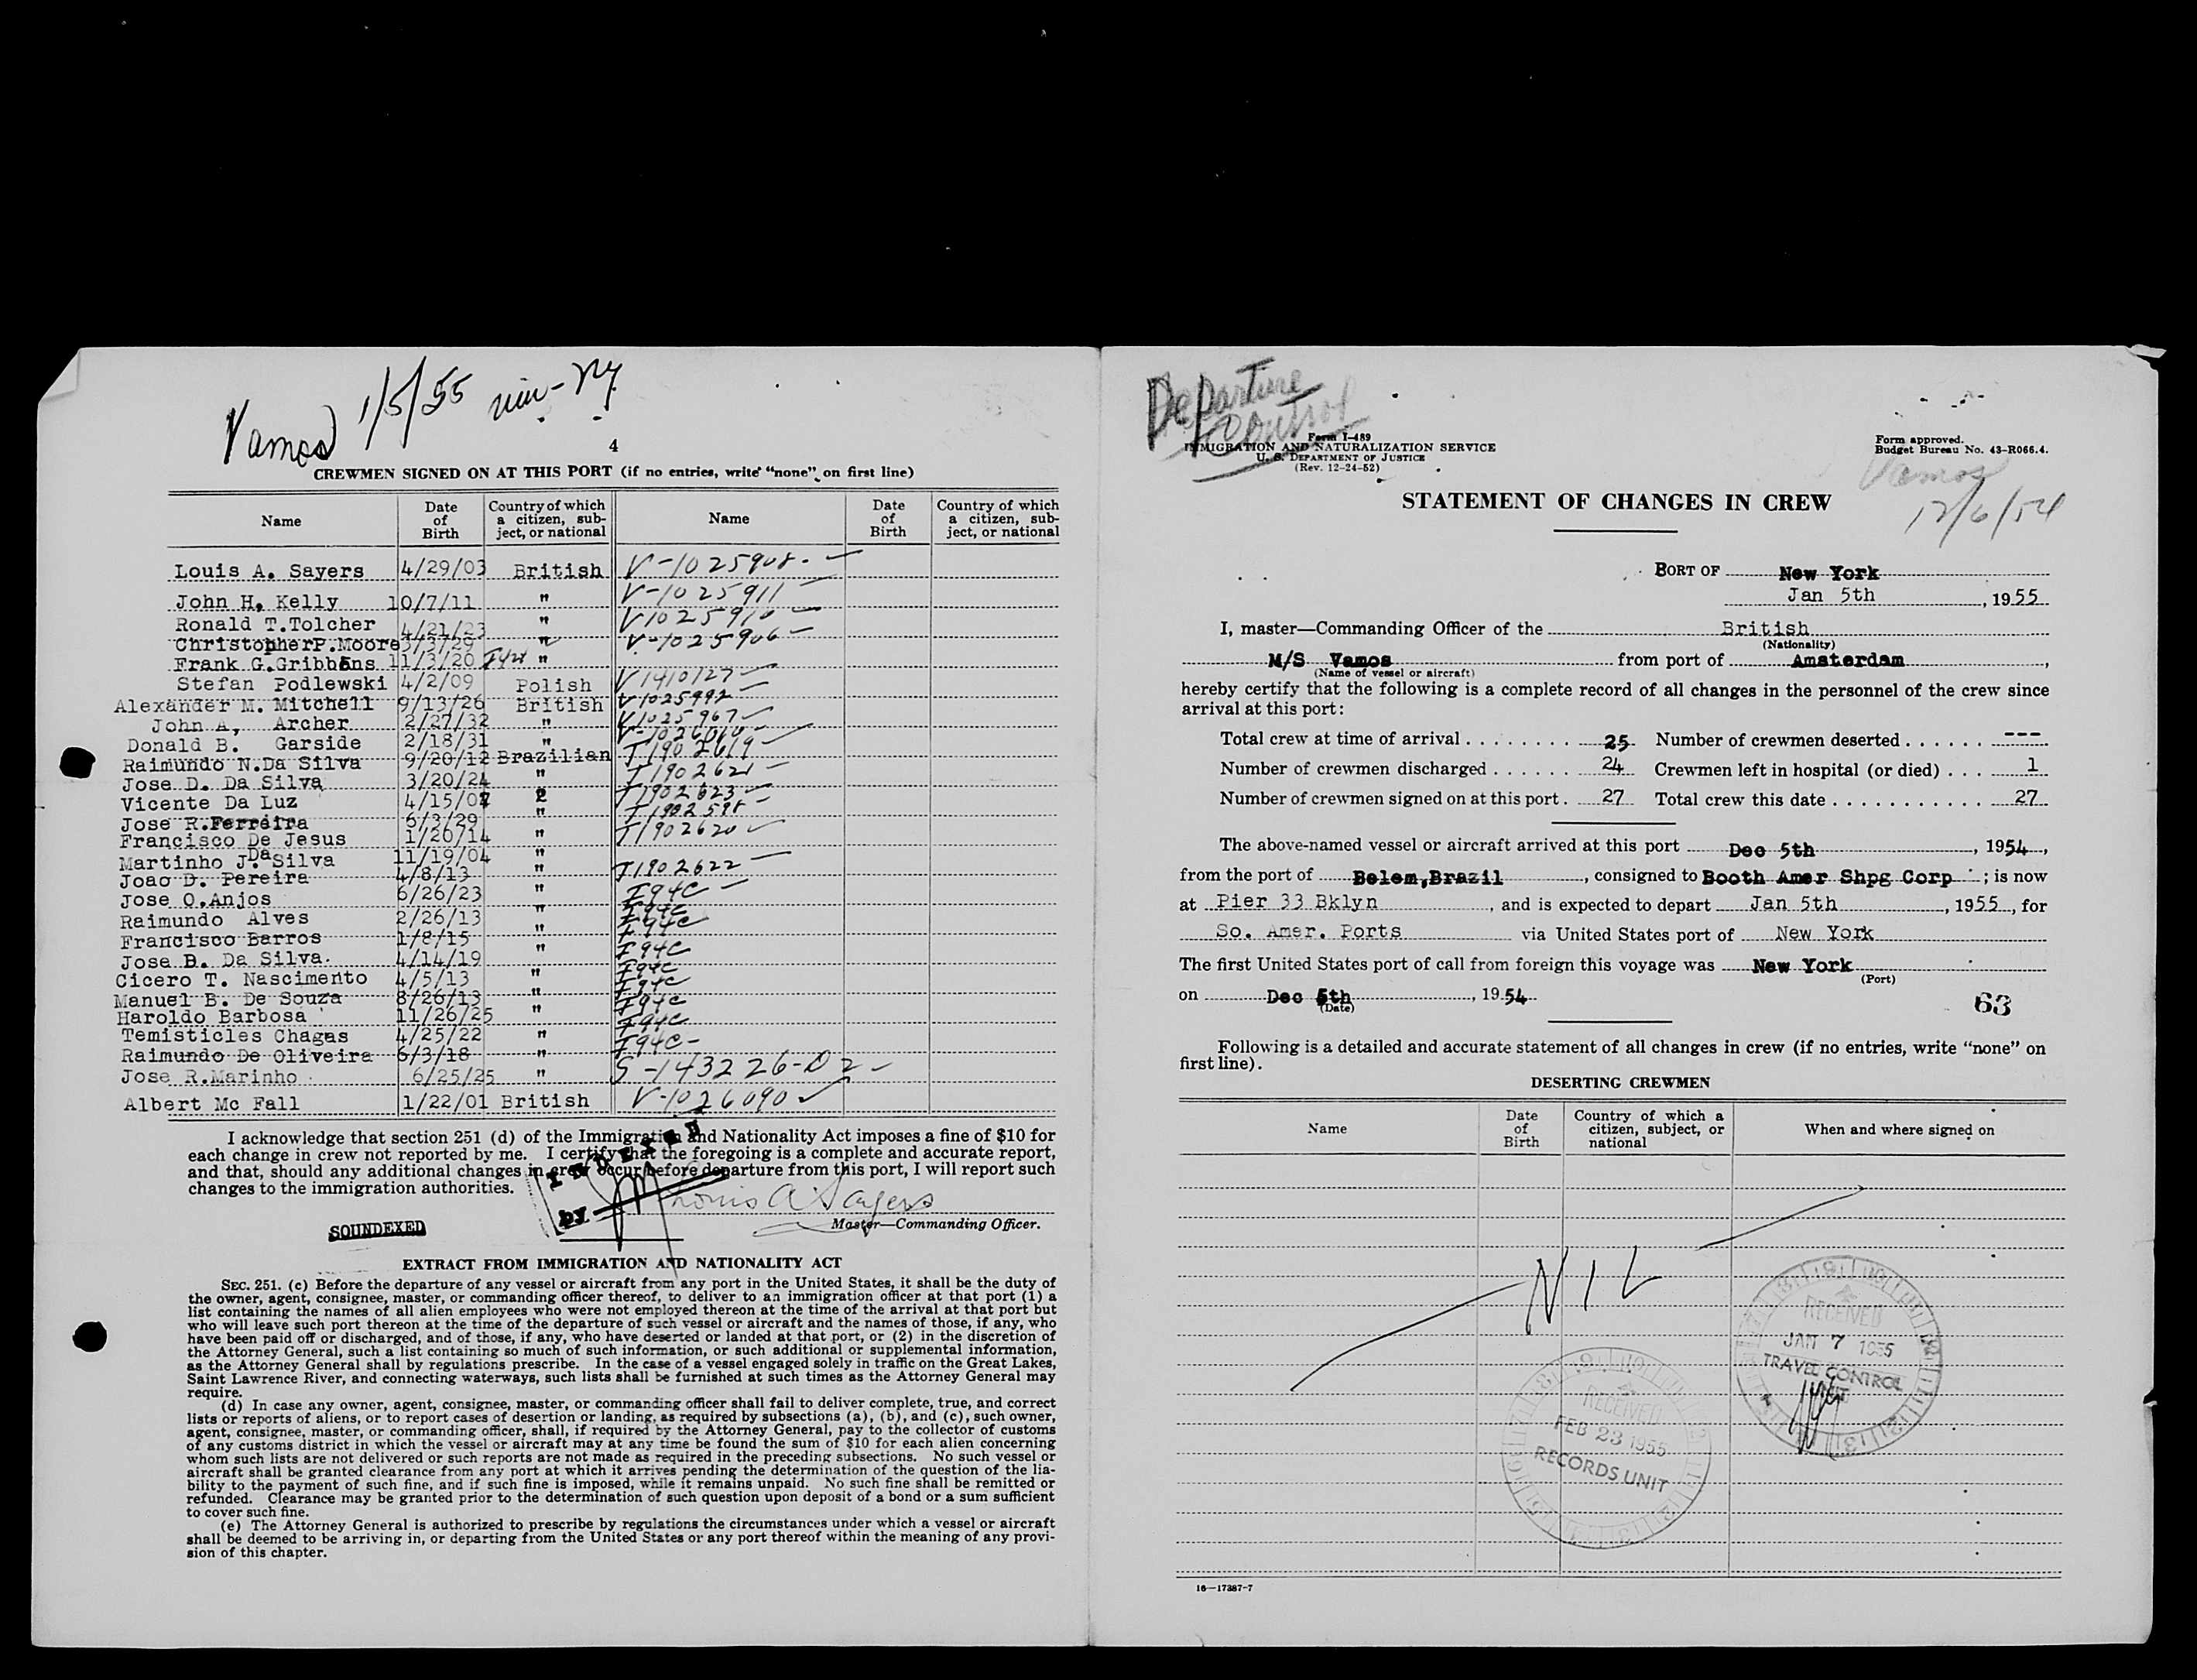 Vamos 1/5/55 NY
4
CREWMEN SIGNED ON AT THIS PORT (if no entries, write "none" on first line)
Name Date of Birth Country of which a citizen, subject, or national Name Date of Birth Country of which a citizen, subject, or national
Louis A. Sayers 4/29/03 British V-1025908. ✓
John H. Kelly 10/7/11 " V-1025911
Ronald T.Tolcher 4/21/23 " V1025910
ChristopherP.Moore 3/3/29 " V-1025906
Frank G.Gribbens 11/3/20 "
Stefan Podlewski 4/2/09 Polish V1410127
Alexander M. Mitchell 9/13/26 British V1025992
John A, Archer 2/27/32 " V1025967
Donald B. Garside 2/18/31 "
Raimundo N.Da Silva 9/20/12 Brazilian T1902619
Jose D. Da Silva 3/20/24 " T1902621
Vicente Da Luz 4/15/07 " T1902623
Jose R.Ferreira 6/3/29 " T1902598
Francisco De Jesus 1/26/14 " T1902620
Martinho J.Da Silva 11/19/04 "
Joao D. Pereira 4/8/13 " T1902622
Jose O.Anjos 6/26/23 " I94C
Raimundo Alves 2/26/13 " I94C
Francisco Barros 1/8/15 " I94C
Jose B. Da Silva. 4/14/19 " I94C
Cicero T. Nascimento 4/5/13 " I94C
Manuel B. De Souza 8/26/13 " I94C
Haroldo Barbosa 11/26/25 " I94C
Temisticles Chagas 4/25/22 " I94C
Raimundo De Oliveira 6/3/18 " I94C-
Jose R.Marinho 6/25/25 " S-143226-D2-
Albert Mc Fall 1/22/01 British V-1026090 ✓
I acknowledge that section 251 (d) of the Immigration and Nationality Act imposes a fine of $10 for
each change in crew not reported by me. I certify that the foregoing is a complete and accurate report,
and that, should any additional changes in crew occur before departure from this port, I will report such
changes to the immigration authorities.
INDEXED
by
Louis A Sayers
Master—Commanding Officer.
SOUNDEXED
EXTRACT FROM IMMIGRATION AND NATIONALITY ACT
SEC. 251. (c) Before the departure of any vessel or aircraft from any port in the United States, it shall be the duty of
the owner, agent, consignee, master, or commanding officer thereof, to deliver to an immigration officer at that port (1) a
list containing the names of all alien employees who were not employed thereon at the time of the arrival at that port but
who will leave such port thereon at the time of the departure of such vessel or aircraft and the names of those, if any, who
have been paid off or discharged, and of those, if any, who have deserted or landed at that port, or (2) in the discretion of
the Attorney General, such a list containing so much of such information, or such additional or supplemental information,
as the Attorney General shall by regulations prescribe. In the case of a vessel engaged solely in traffic on the Great Lakes,
Saint Lawrence River, and connecting waterways, such lists shall be furnished at such times as the Attorney General may
require.
(d) In case any owner, agent, consignee, master, or commanding officer shall fail to deliver complete, true, and correct
lists or reports of aliens, or to report cases of desertion or landing, as required by subsections (a), (b), and (c), such owner,
agent, consignee, master, or commanding officer, shall, if required by the Attorney General, pay to the collector of customs
of any customs district in which the vessel or aircraft may at any time be found the sum of $10 for each alien concerning
whom such lists are not delivered or such reports are not made as required in the preceding subsections. No such vessel or
aircraft shall be granted clearance from any port at which it arrives pending the determination of the question of the lia-
bility to the payment of such fine, and if such fine is imposed, while it remains unpaid. No such fine shall be remitted or
refunded. Clearance may be granted prior to the determination of such question upon deposit of a bond or a sum sufficient
to cover such fine.
(e) The Attorney General is authorized to prescribe by regulations the circumstances under which a vessel or aircraft
shall be deemed to be arriving in, or departing from the United States or any port thereof within the meaning of any provi-
sion of this chapter.
Departure
Control
Form I-489
IMMIGRATION AND NATURALIZATION SERVICE
U. S. DEPARTMENT OF JUSTICE
(Rev. 12-24-52)
Form approved.
Budget Bureau No. 43-R066.4.
Vamos
12/6/54
STATEMENT OF CHANGES IN CREW
PORT OF New York
Jan 5th , 1955
I, master—Commanding Officer of the British
(Nationality)
M/S Vamos from port of Amsterdam ,
(Name of vessel or aircraft)
hereby certify that the following is a complete record of all changes in the personnel of the crew since
arrival at this port:
Total crew at time of arrival 25 Number of crewmen deserted ---
Number of crewmen discharged 24 Crewmen left in hospital (or died) 1
Number of crewmen signed on at this port 27 Total crew this date 27
The above-named vessel or aircraft arrived at this port Dec 5th , 1954 ,
from the port of Belem,Brazil , consigned to Booth Amer Shpg Corp ; is now
at Pier 33 Bklyn , and is expected to depart Jan 5th , 1955 , for
So. Amer. Ports via United States port of New York
The first United States port of call from foreign this voyage was New York
(Port)
on Dec 5th , 1954
(Date)
63
Following is a detailed and accurate statement of all changes in crew (if no entries, write "none" on
first line).
DESERTING CREWMEN
Name Date of Birth Country of which a citizen, subject, or national When and where signed on
NIL
RECEIVED
JAN 7 1955
TRAVEL CONTROL
UNIT
RECEIVED
FEB 23 1955
RECORDS UNIT
16—17387-7